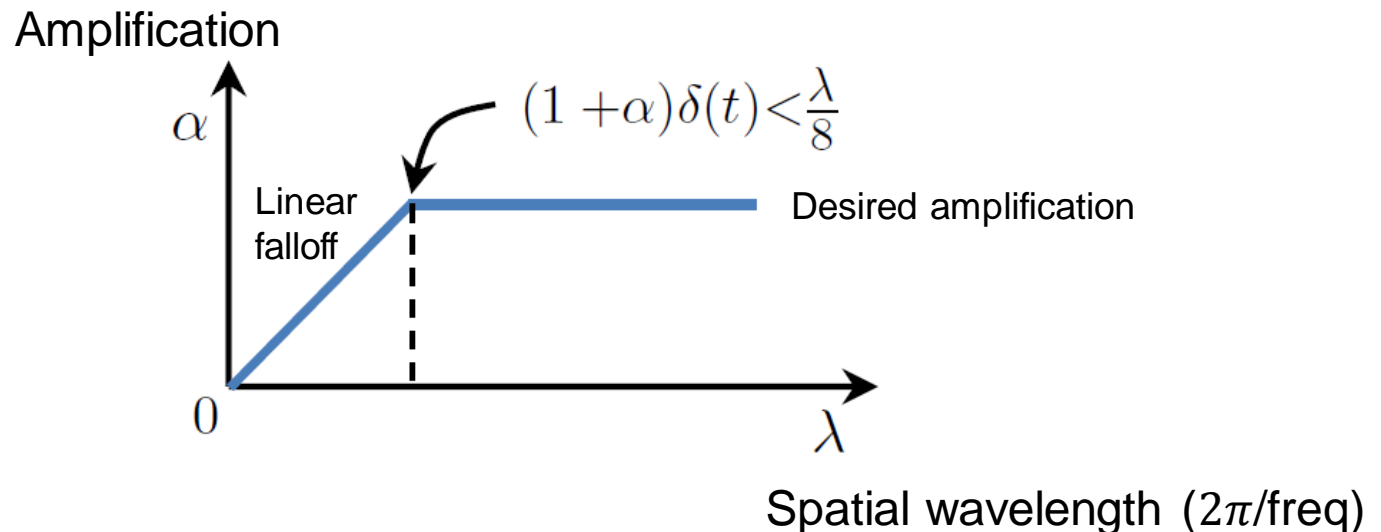 Amplification
α
(1 +α)δ(t)<λ/8
Linear
falloff
Desired amplification
0
λ
Spatial wavelength (2π/freq)